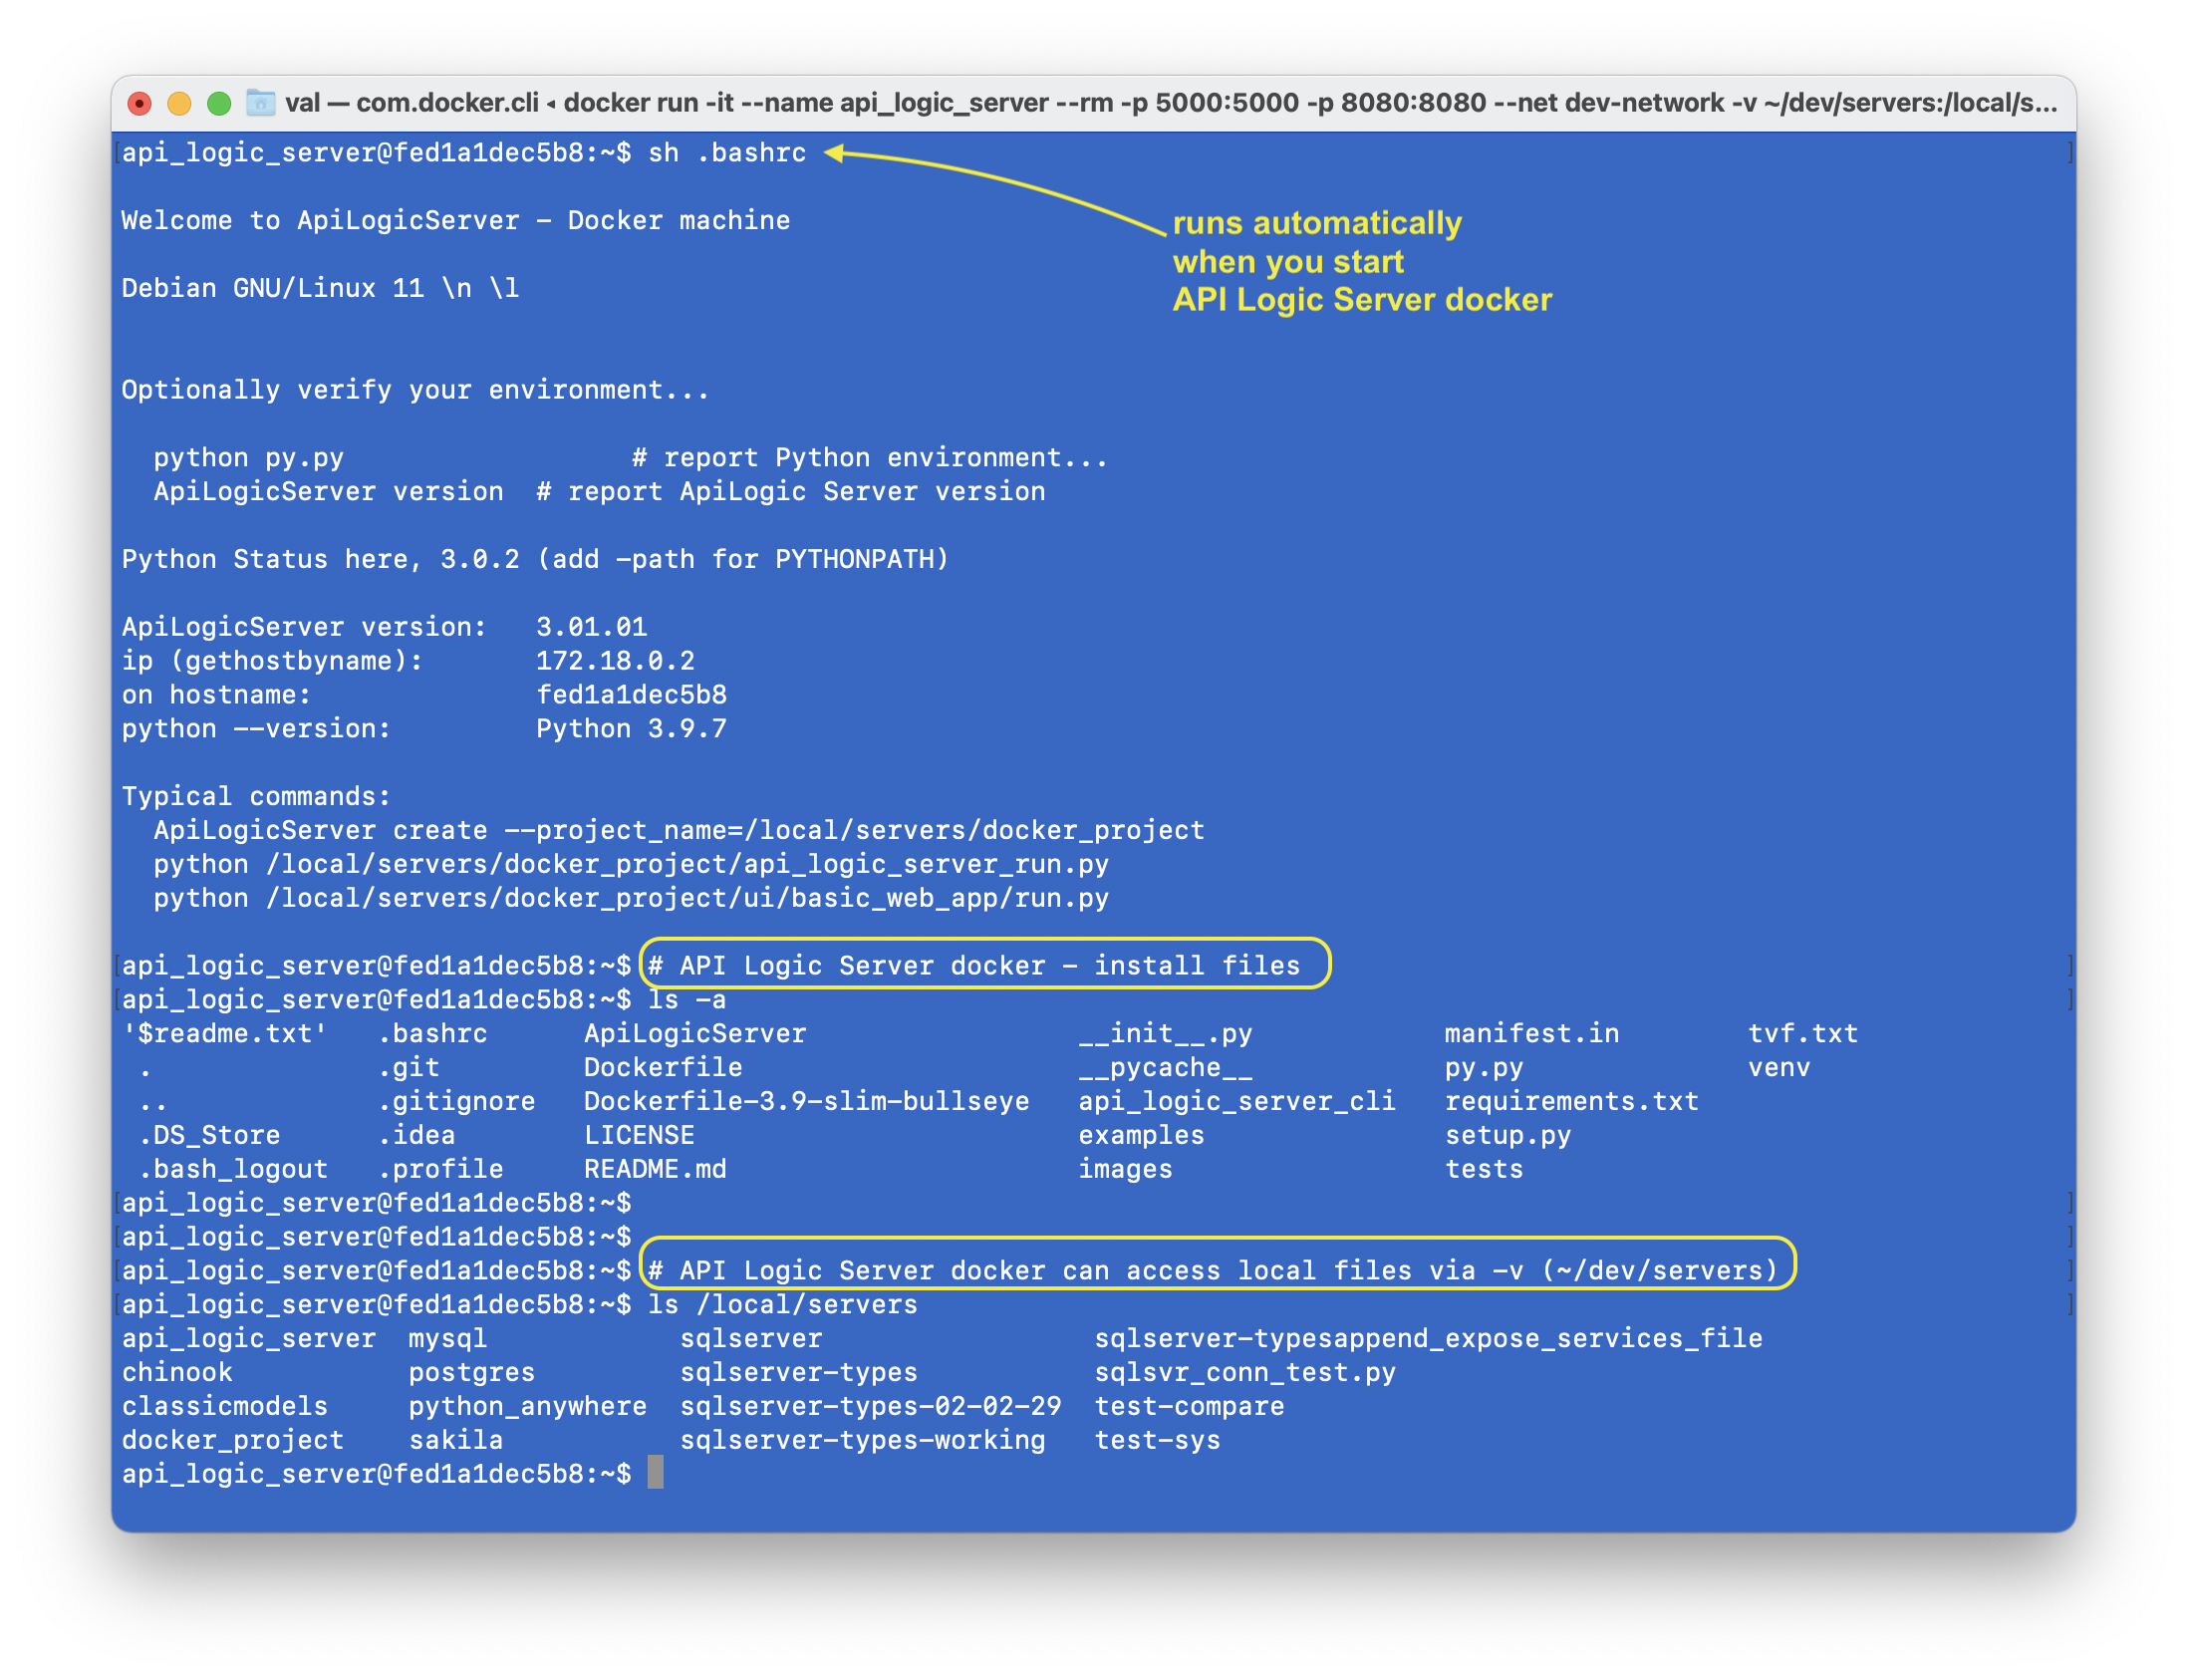 val — com.docker.cli ◂ docker run -it --name api_logic_server --rm -p 5000:5000 -p 8080:8080 --net dev-network -v ~/dev/servers:/local/s...
[api_logic_server@fed1a1dec5b8:~$ sh .bashrc ]
Welcome to ApiLogicServer - Docker machine
runs automatically
when you start
API Logic Server docker
Debian GNU/Linux 11 \n \l
Optionally verify your environment...
python py.py                  # report Python environment...
ApiLogicServer version  # report ApiLogic Server version
Python Status here, 3.0.2 (add -path for PYTHONPATH)
ApiLogicServer version:   3.01.01
ip (gethostbyname):       172.18.0.2
on hostname:              fed1a1dec5b8
python --version:         Python 3.9.7
Typical commands:
ApiLogicServer create --project_name=/local/servers/docker_project
python /local/servers/docker_project/api_logic_server_run.py
python /local/servers/docker_project/ui/basic_web_app/run.py
[api_logic_server@fed1a1dec5b8:~$ # API Logic Server docker - install files ]
[api_logic_server@fed1a1dec5b8:~$ ls -a ]
'$readme.txt'   .bashrc      ApiLogicServer                 __init__.py            manifest.in        tvf.txt
.               .git         Dockerfile                     __pycache__            py.py              venv
..              .gitignore   Dockerfile-3.9-slim-bullseye   api_logic_server_cli   requirements.txt
.DS_Store       .idea        LICENSE                        examples               setup.py
.bash_logout    .profile     README.md                      images                 tests
[api_logic_server@fed1a1dec5b8:~$ ]
[api_logic_server@fed1a1dec5b8:~$ ]
[api_logic_server@fed1a1dec5b8:~$ # API Logic Server docker can access local files via -v (~/dev/servers) ]
[api_logic_server@fed1a1dec5b8:~$ ls /local/servers ]
api_logic_server  mysql            sqlserver                 sqlserver-typesappend_expose_services_file
chinook           postgres         sqlserver-types           sqlsvr_conn_test.py
classicmodels     python_anywhere  sqlserver-types-02-02-29  test-compare
docker_project    sakila           sqlserver-types-working   test-sys
api_logic_server@fed1a1dec5b8:~$